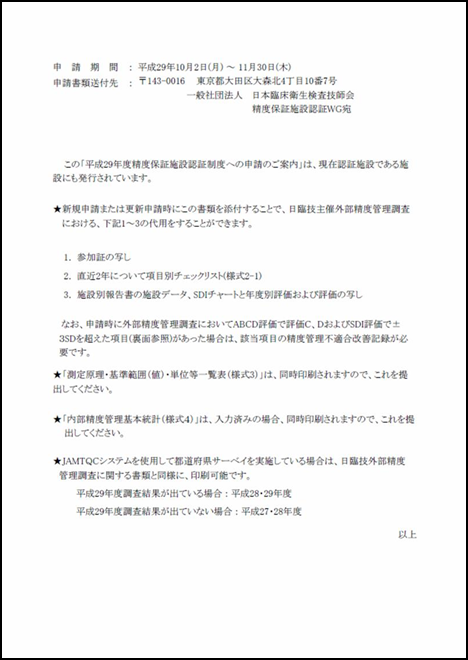 申 請 期 間 : 平成29年10月2日(月) ～ 11月30日(木)
申請書類送付先 : 〒143-0016 東京都大田区大森北4丁目10番7号
一般社団法人 日本臨床衛生検査技師会
精度保証施設認証WG宛
この「平成29年度精度保証施設認証制度への申請のご案内」は、現在認証施設である施
設にも発行されています。
★新規申請または更新申請時にこの書類を添付することで、日臨技主催外部精度管理調査
における、下記1～3の代用をすることができます。
1. 参加証の写し
2. 直近2年について項目別チェックリスト(様式2-1)
3. 施設別報告書の施設データ、SDIチャートと年度別評価および評価の写し
なお、申請時に外部精度管理調査においてABCD評価で評価C、DおよびSDI評価で±
3SDを超えた項目(裏面参照)があった場合は、該当項目の精度管理不適合改善記録が必
要です。
★「測定原理・基準範囲(値)・単位等一覧表(様式3)」は、同時印刷されますので、これを提
出してください。
★「内部精度管理基本統計(様式4)」は、入力済みの場合、同時印刷されますので、これを提
出してください。
★JAMTQCシステムを使用して都道府県サーベイを実施している場合は、日臨技外部精度
管理調査に関する書類と同様に、印刷可能です。
平成29年度調査結果が出ている場合：平成28・29年度
平成29年度調査結果が出ていない場合：平成27・28年度
以上